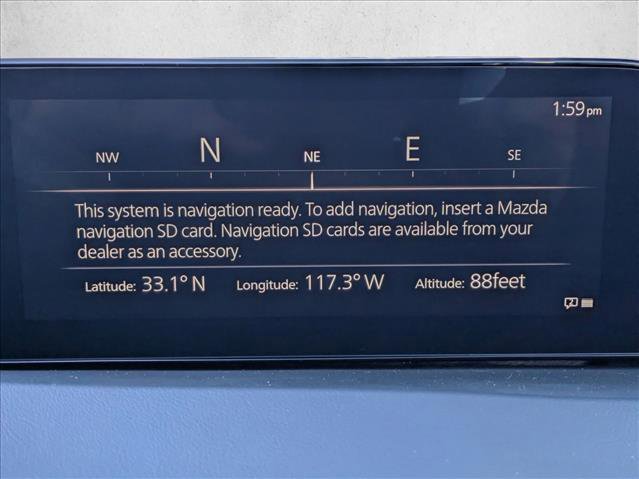 1:59pm
NW N NE E SE
This system is navigation ready. To add navigation, insert a Mazda
navigation SD card. Navigation SD cards are available from your
dealer as an accessory.
Latitude: 33.1° N Longitude: 117.3° W Altitude: 88feet